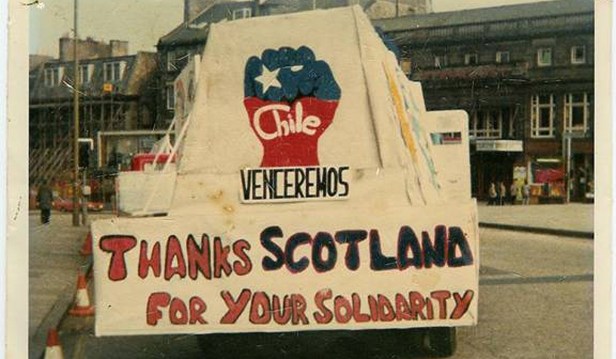 Chile
VENCEREMOS
THANKS SCOTLAND
FOR YOUR SOLIDARITY